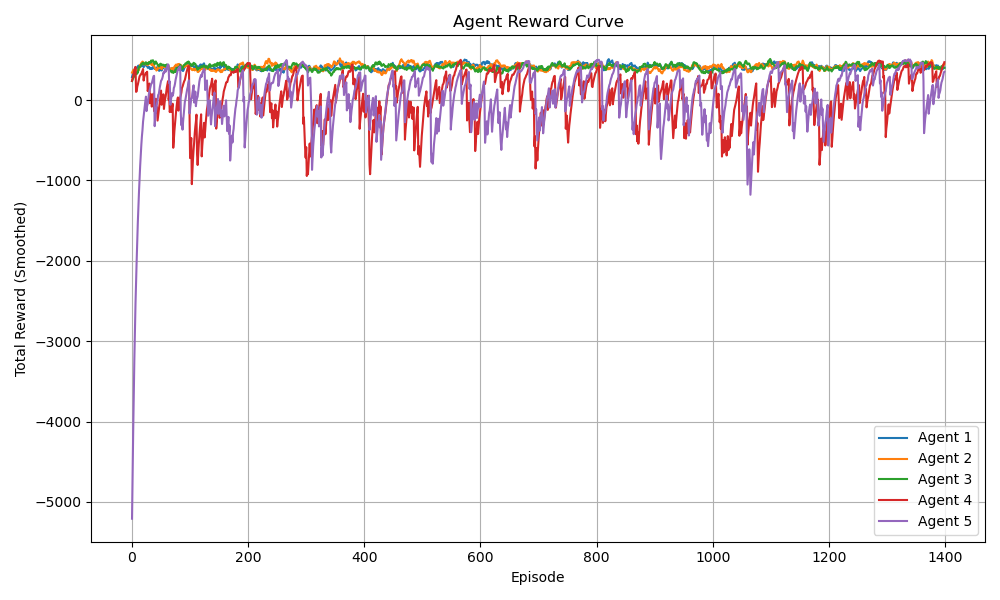 Agent Reward Curve
Total Reward (Smoothed)
0
−1000
−2000
−3000
−4000
−5000
0 200 400 600 800 1000 1200 1400
Episode
Agent 1
Agent 2
Agent 3
Agent 4
Agent 5